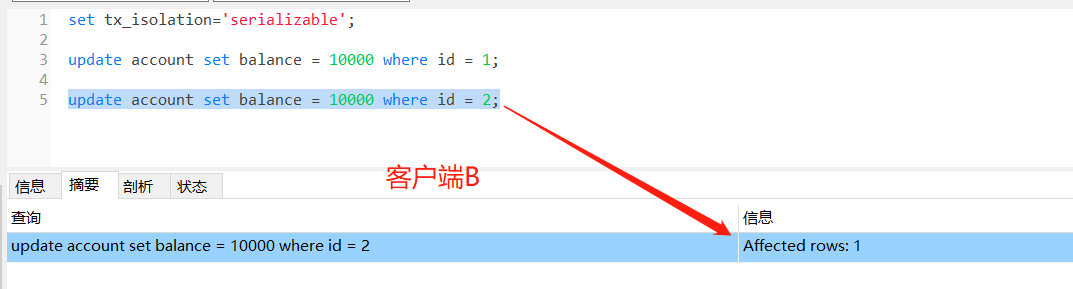 1 set tx_isolation='serializable';
2
3 update account set balance = 10000 where id = 1;
4
5 update account set balance = 10000 where id = 2;
客户端B
信息 摘要 剖析 状态
查询 信息
update account set balance = 10000 where id = 2 Affected rows: 1